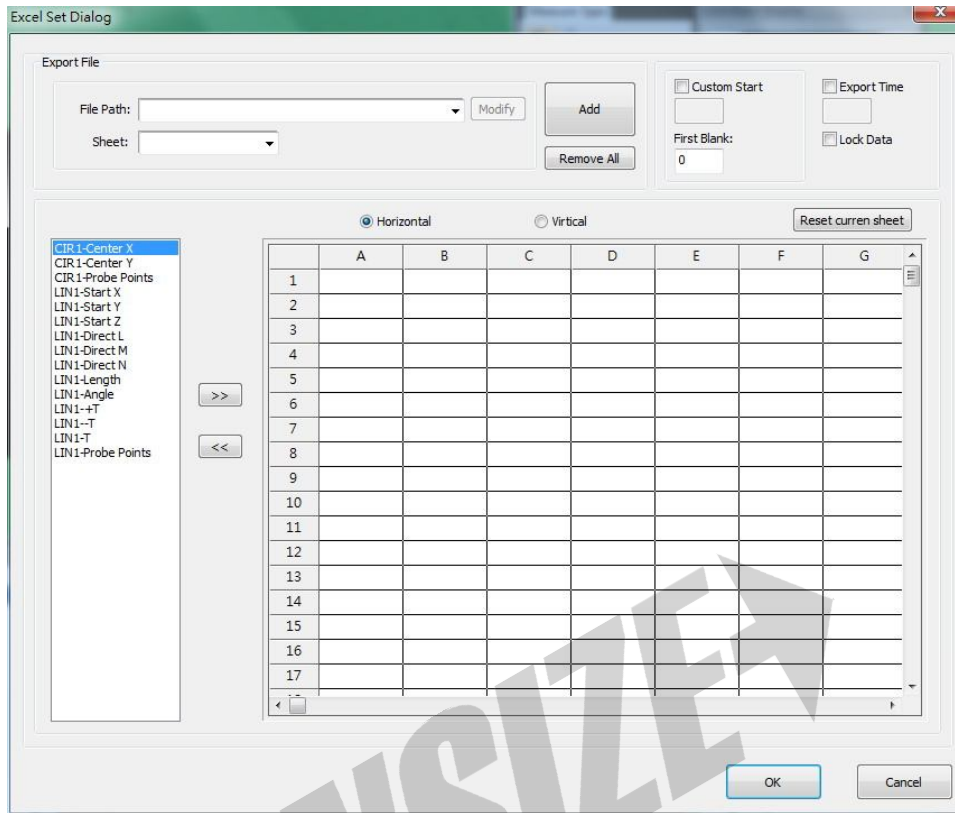 Excel Set Dialog
Export File
File Path:
Modify
Add
Sheet:
Remove All
Custom Start
Export Time
First Blank:
Lock Data
0
Horizontal
Virtical
Reset curren sheet
CIR1-Center X
CIR1-Center Y
CIR1-Probe Points
LIN1-Start X
LIN1-Start Y
LIN1-Start Z
LIN1-Direct L
LIN1-Direct M
LIN1-Direct N
LIN1-Length
LIN1-Angle
LIN1-+T
LIN1--T
LIN1-T
LIN1-Probe Points
>>
<<
A B C D E F G
1
2
3
4
5
6
7
8
9
10
11
12
13
14
15
16
17
OK
Cancel